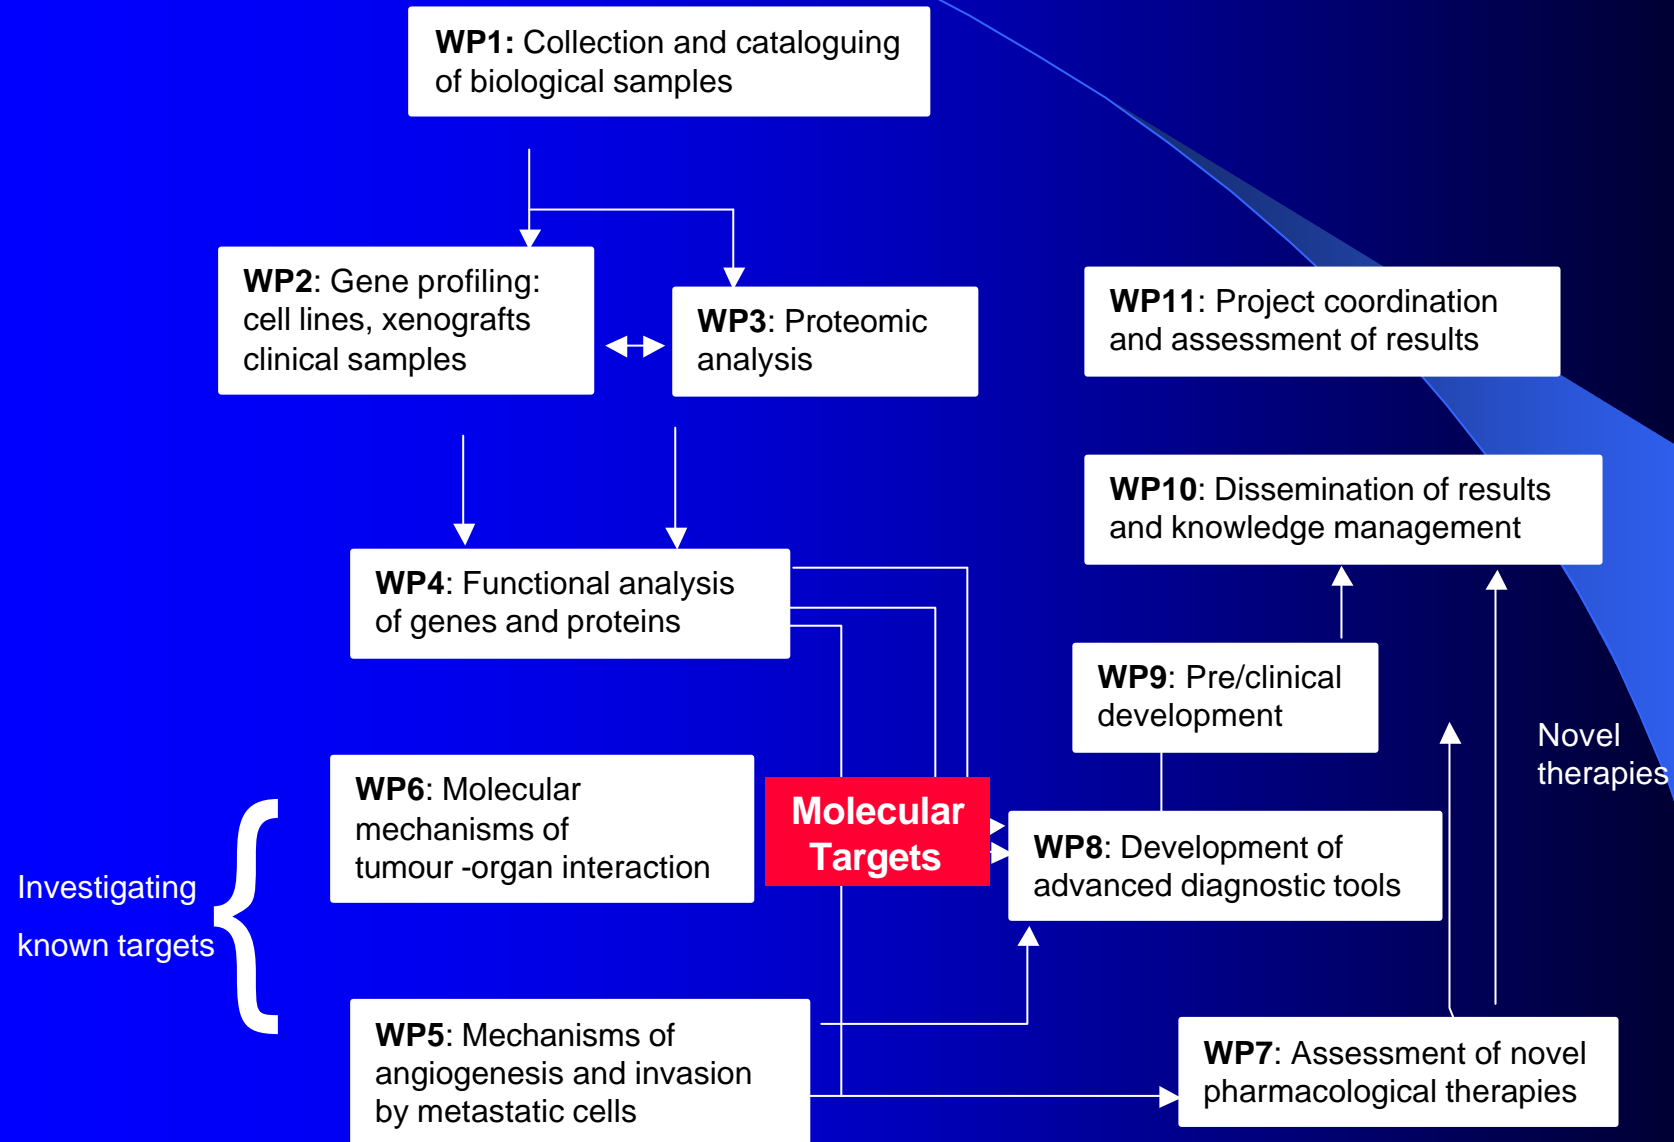 WP1: Collection and cataloguing
of biological samples
WP2: Gene profiling:
cell lines, xenografts
clinical samples
WP3: Proteomic
analysis
WP11: Project coordination
and assessment of results
WP10: Dissemination of results
and knowledge management
WP4: Functional analysis
of genes and proteins
WP9: Pre/clinical
development
Novel
therapies
WP6: Molecular
mechanisms of
tumour -organ interaction
Molecular
Targets
WP8: Development of
advanced diagnostic tools
Investigating
known targets
WP5: Mechanisms of
angiogenesis and invasion
by metastatic cells
WP7: Assessment of novel
pharmacological therapies